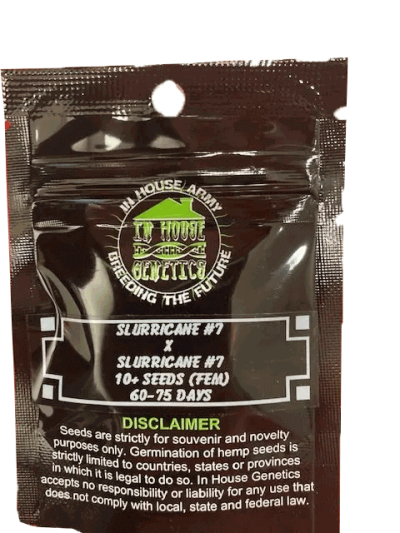 IN HOUSE ARMY
IN HOUSE
GENETICS
BREEDING THE FUTURE
SLURRICANE #7
X
SLURRICANE #7
10+ SEEDS (FEM)
60-75 DAYS
DISCLAIMER
Seeds are strictly for souvenir and novelty
purposes only. Germination of hemp seeds is
strictly limited to countries, states or provinces
in which it is legal to do so. In House Genetics
accepts no responsibility or liability for any use that
does not comply with local, state and federal law.